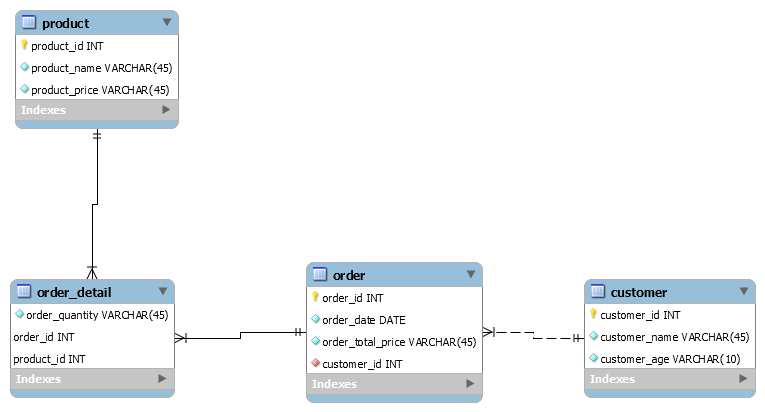 product
product_id INT
product_name VARCHAR(45)
product_price VARCHAR(45)
Indexes
order_detail
order_quantity VARCHAR(45)
order_id INT
product_id INT
Indexes
order
order_id INT
order_date DATE
order_total_price VARCHAR(45)
customer_id INT
Indexes
customer
customer_id INT
customer_name VARCHAR(45)
customer_age VARCHAR(10)
Indexes